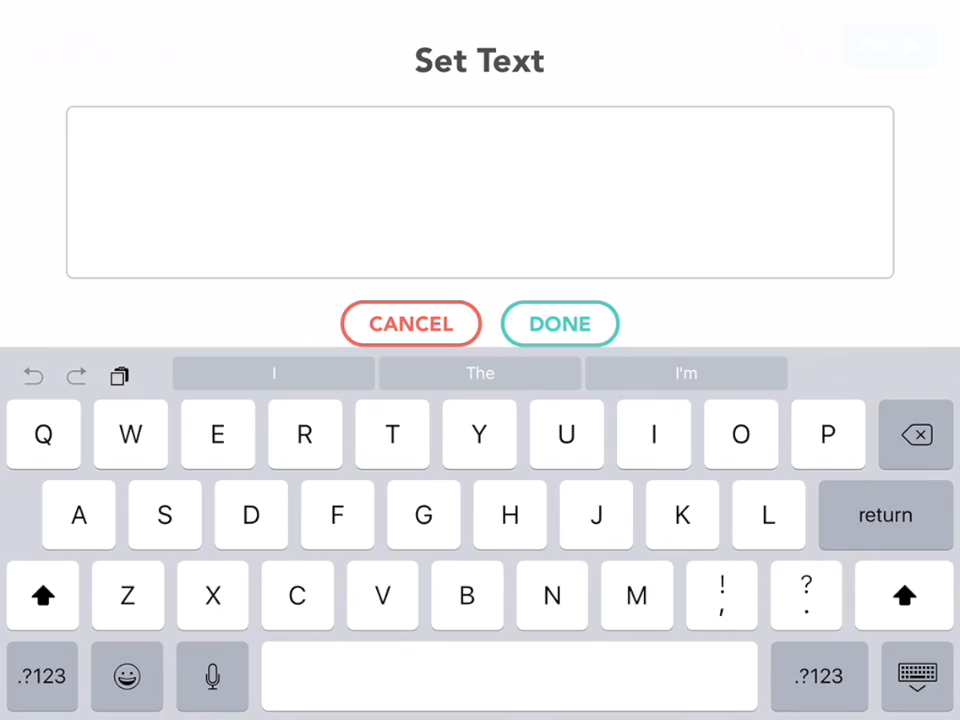 Set Text
CANCEL DONE
I The I'm
Q W E R T Y U I O P
A S D F G H J K L return
Z X C V B N M ! , ? .
.?123 .?123